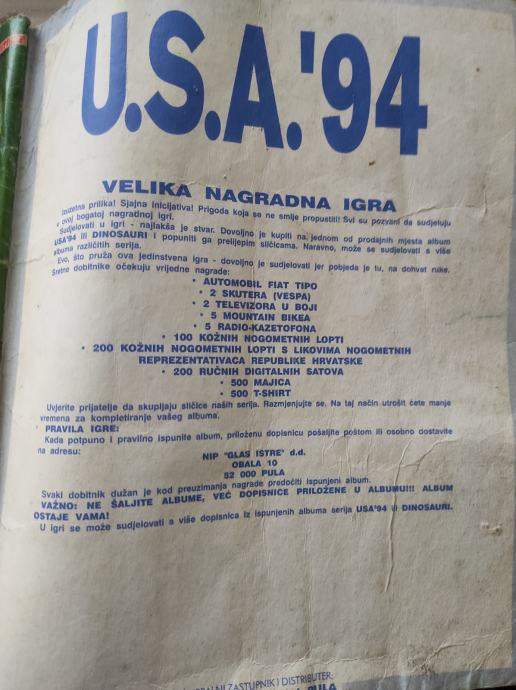 U.S.A.'94
VELIKA NAGRADNA IGRA
Izuzetna prilika! Sjajna inicijativa! Prigoda koja se ne smije propustiti! Svi su pozvani da sudjeluju
u ovoj bogatoj nagradnoj igri.
Sudjelovati u igri - najlakša je stvar. Dovoljno je kupiti na jednom od prodajnih mjesta album
USA'94 ili DINOSAURI i popuniti ga prelijepim sličicama. Naravno, može se sudjelovati s više
albuma različitih serija.
Evo, što pruža ova jedinstvena igra - dovoljno je sudjelovati jer pobjeda je tu, na dohvat ruke.
Sretne dobitnike očekuju vrijedne nagrade:
• AUTOMOBIL FIAT TIPO
• 2 SKUTERA (VESPA)
• 2 TELEVIZORA U BOJI
• 5 MOUNTAIN BIKEA
• 5 RADIO-KAZETOFONA
• 100 KOŽNIH NOGOMETNIH LOPTI
• 200 KOŽNIH NOGOMETNIH LOPTI S LIKOVIMA NOGOMETNIH
REPREZENTATIVACA REPUBLIKE HRVATSKE
• 200 RUČNIH DIGITALNIH SATOVA
• 500 MAJICA
• 500 T-SHIRT
Uvjerite prijatelje da skupljaju sličice naših serija. Razmjenjujte se. Na taj način utrošit ćete manje
vremena za kompletiranje vašeg albuma.
PRAVILA IGRE:
Kada potpuno i pravilno ispunite album, priloženu dopisnicu pošaljite poštom ili osobno dostavite
na adresu:
NIP "GLAS ISTRE" d.d.
OBALA 10
52 000 PULA
Svaki dobitnik dužan je kod preuzimanja nagrade predočiti ispunjeni album.
VAŽNO: NE ŠALJITE ALBUME, VEĆ DOPISNICE PRILOŽENE U ALBUMU!!! ALBUM
OSTAJE VAMA!
U igri se može sudjelovati s više dopisnica iz ispunjenih albuma serija USA'94 ili DINOSAURI.
ZASTUPNIK I DISTRIBUTER:
PULA